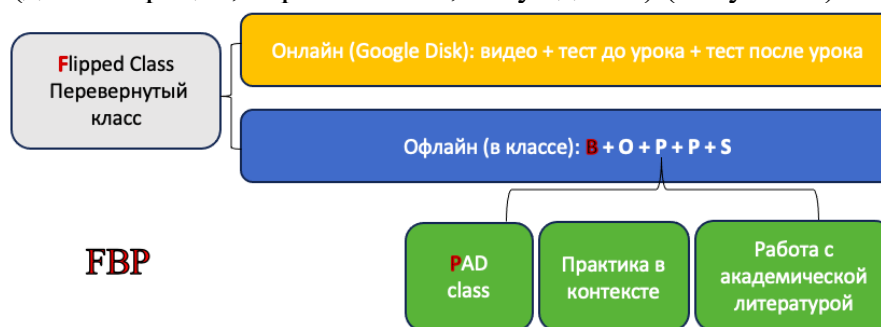 Flipped Class
Перевернутый
класс
Онлайн (Google Disk): видео + тест до урока + тест после урока
Офлайн (в классе): B + O + P + P + S
FBP
PAD
class
Практика в
контексте
Работа с
академической
литературой